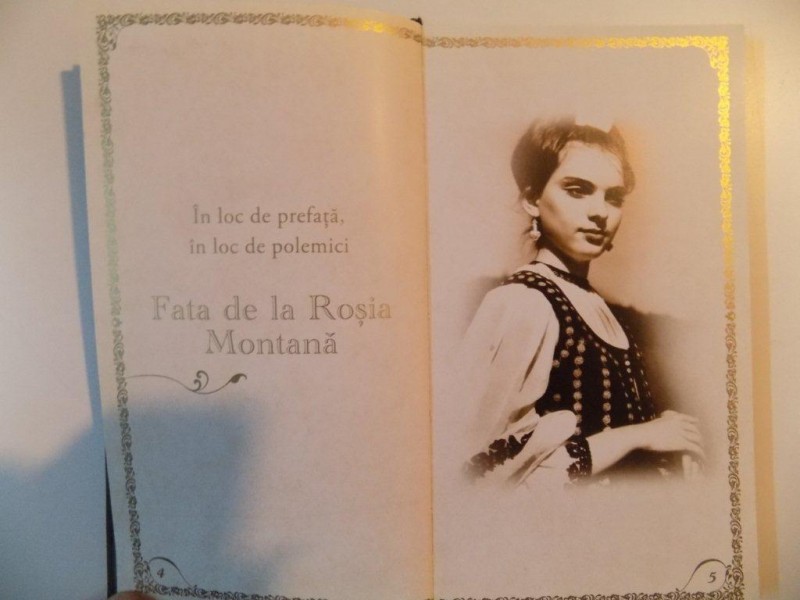 În loc de prefață,
în loc de polemici
Fata de la Roșia
Montană
4
5